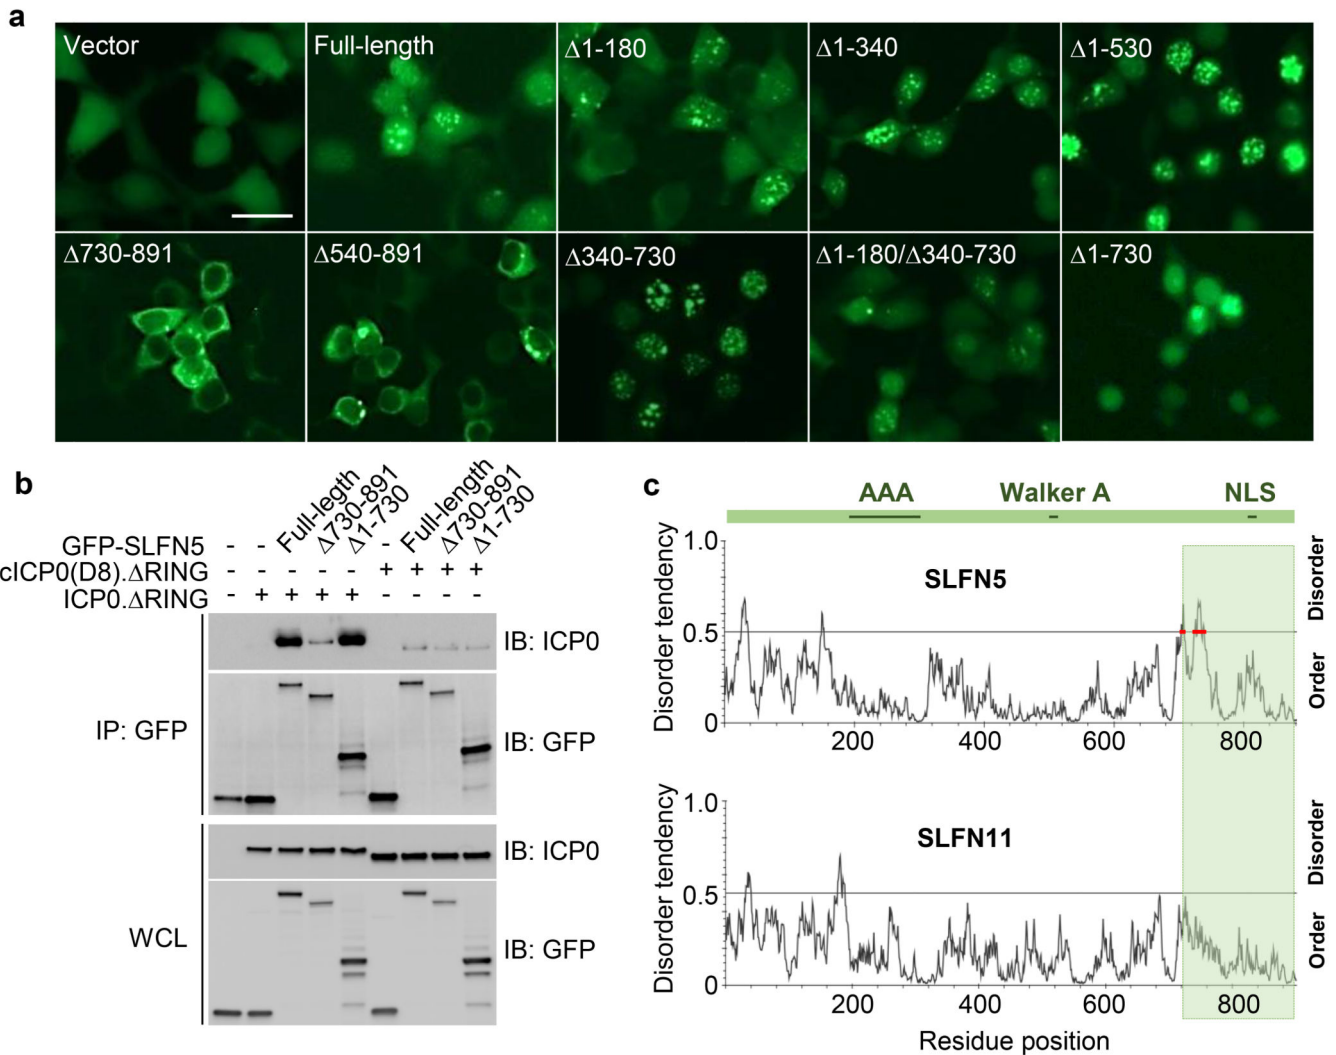 a
Vector
Full-length
Δ1-180
Δ1-340
Δ1-530
Δ730-891
Δ540-891
Δ340-730
Δ1-180/Δ340-730
Δ1-730
b
Full-legth
Δ730-891
Δ1-730
Full-length
Δ730-891
Δ1-730
GFP-SLFN5 - - -
cICP0(D8).ΔRING - - - - - + + + +
ICP0.ΔRING - + + + + - - - -
IB: ICP0
IP: GFP
IB: GFP
IB: ICP0
WCL
IB: GFP
c
AAA Walker A NLS
Disorder tendency
1.0
0.5
0
SLFN5
200 400 600 800
Disorder
Order
Disorder tendency
1.0
0.5
0
SLFN11
200 400 600 800
Disorder
Order
Residue position